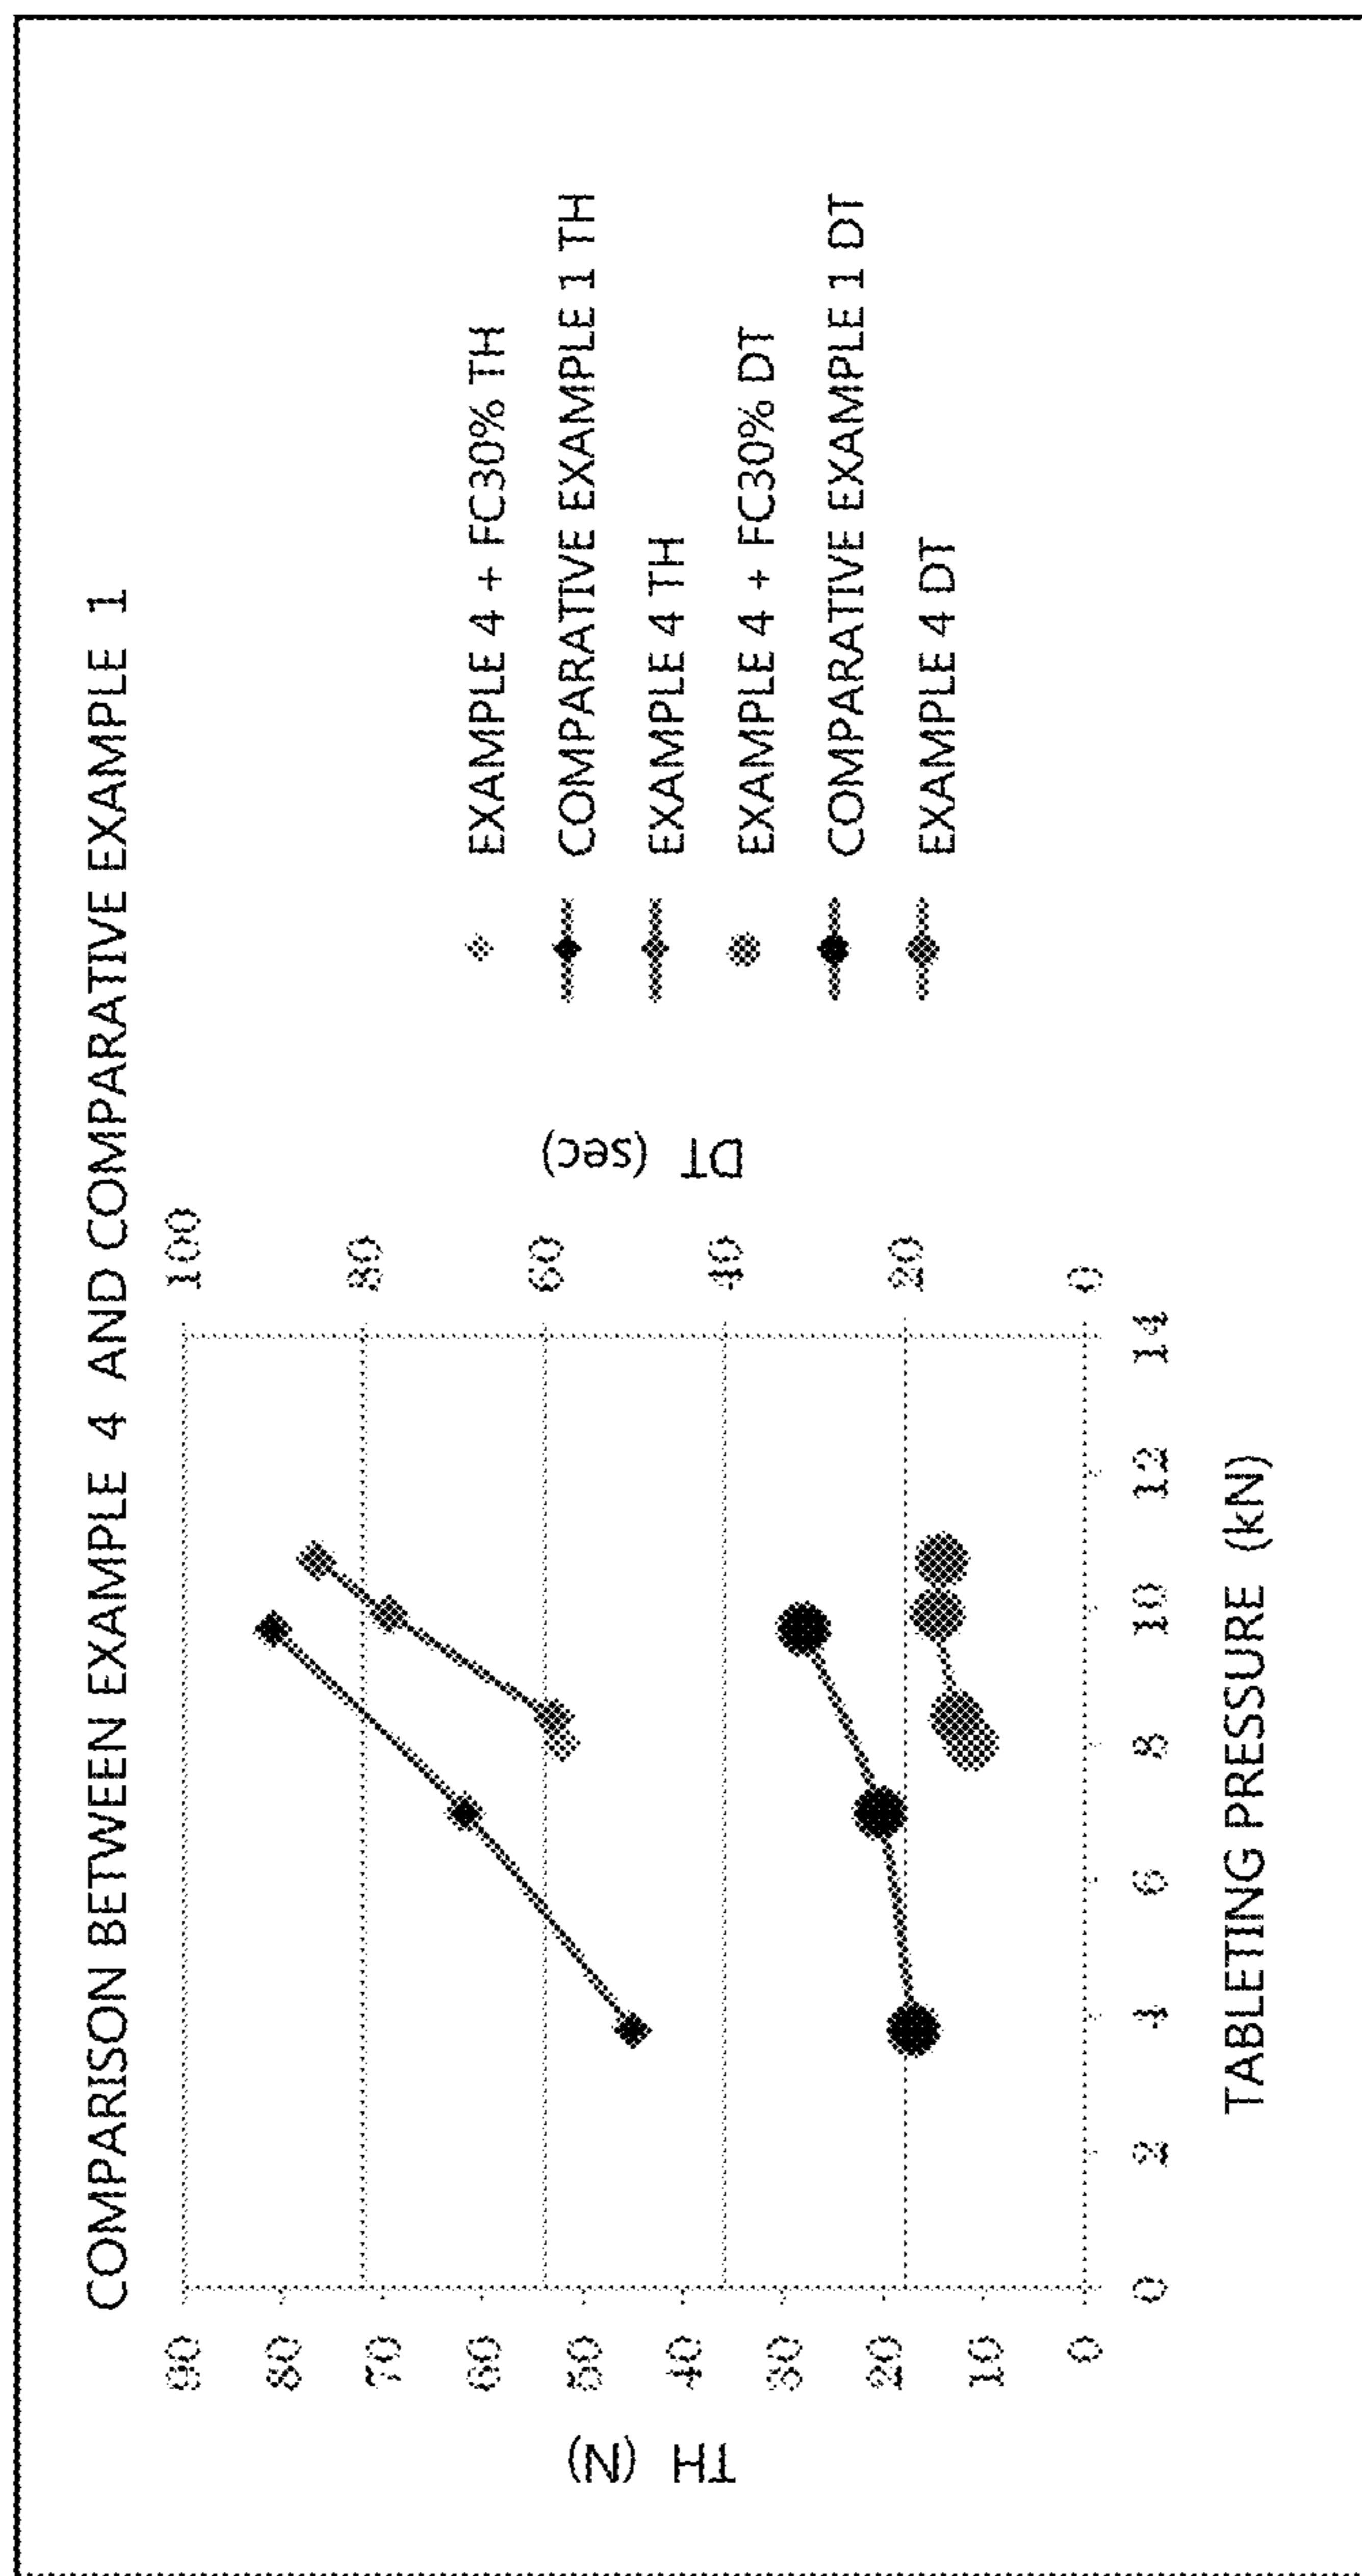 COMPARISON BETWEEN EXAMPLE 4 AND COMPARATIVE EXAMPLE 1
TH (N)
90
80
70
60
50
40
30
20
10
0
0 2 4 6 8 10 12 14
TABLETING PRESSURE (kN)
100
80
60
40
20
0
DT (sec)
EXAMPLE 4 + FC30% TH
COMPARATIVE EXAMPLE 1 TH
EXAMPLE 4 TH
EXAMPLE 4 + FC30% DT
COMPARATIVE EXAMPLE 1 DT
EXAMPLE 4 DT